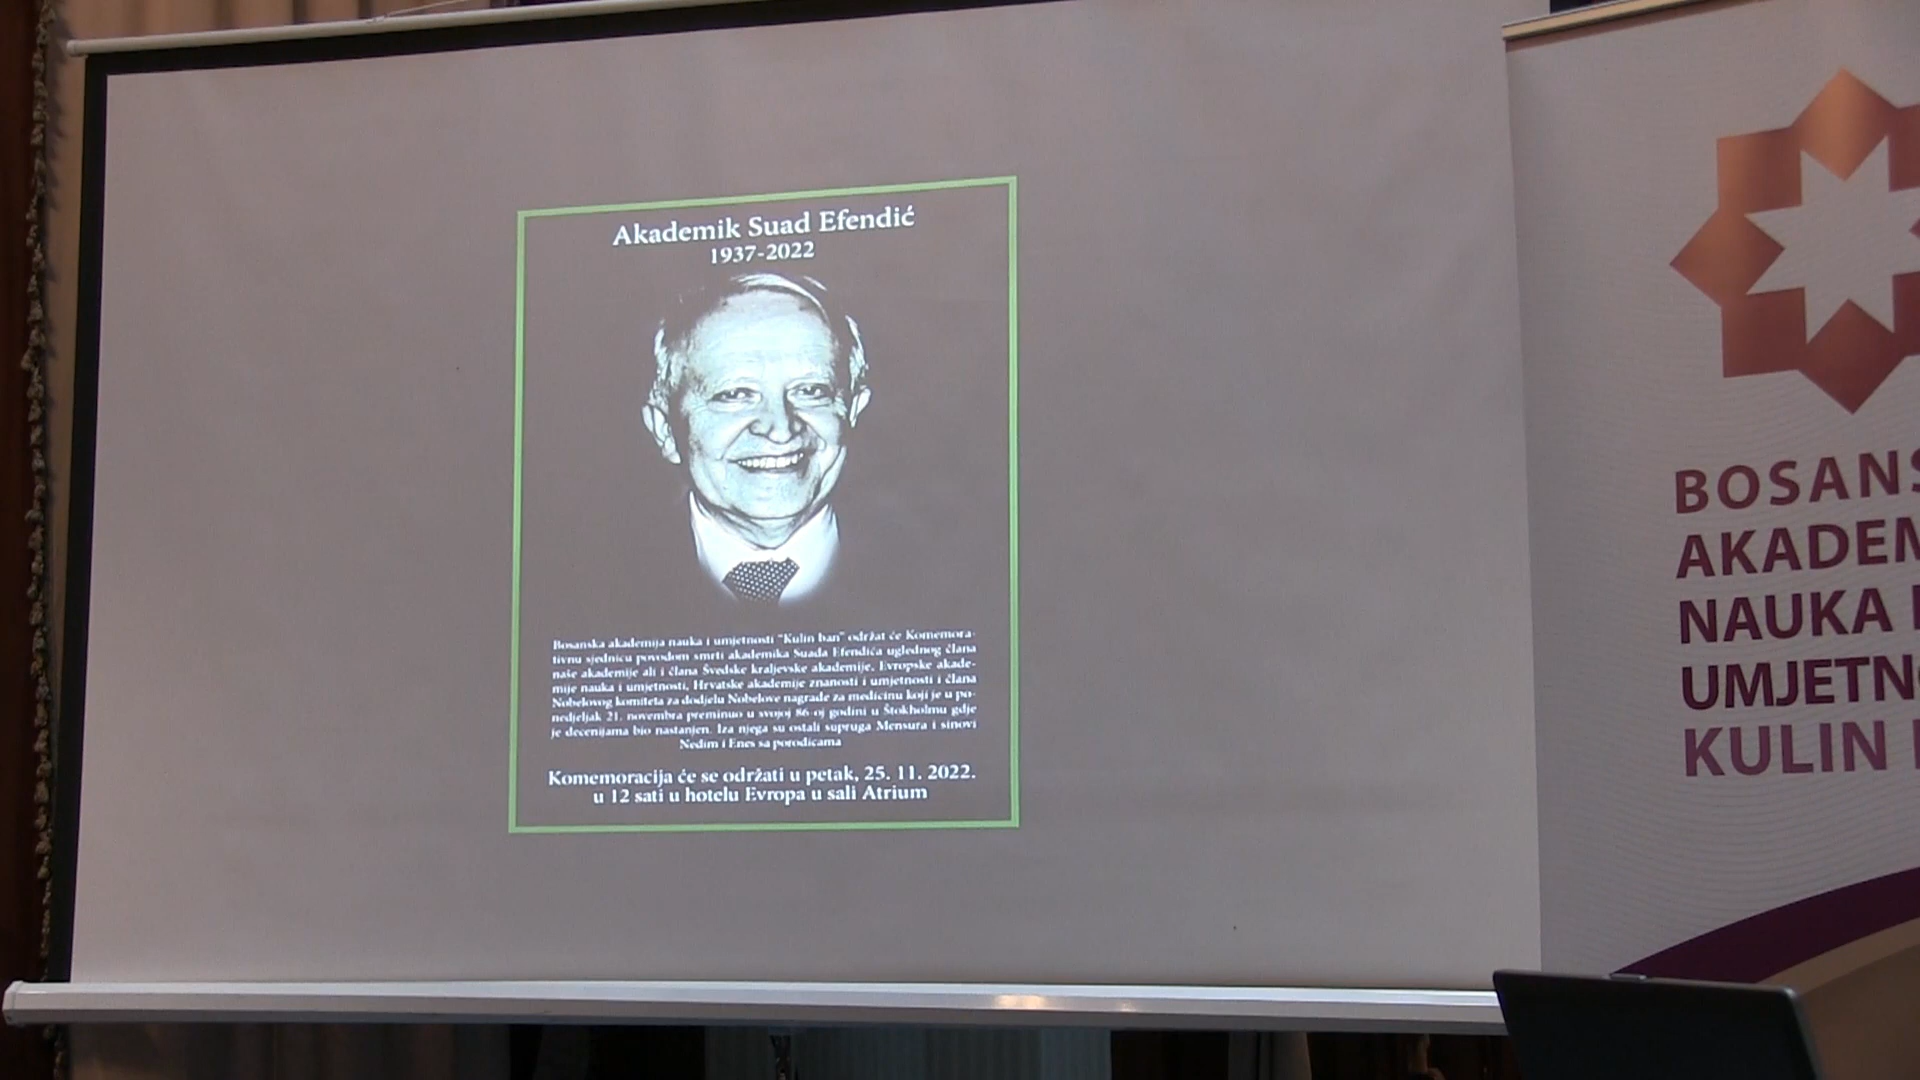 Akademik Suad Efendić
1937-2022
Bosanska akademija nauka i umjetnosti "Kulin ban" održat će Komemora-
tivnu sjednicu povodom smrti akademika Suada Efendića uglednog člana
naše akademije ali i člana Švedske kraljevske akademije, Evropske akade-
mije nauka i umjetnosti, Hrvatske akademije znanosti i umjetnosti i člana
Nobelovog komiteta za dodjelu Nobelove nagrade za medicinu koji je u po-
nedjeljak 21. novembra preminuo u svojoj 86-oj godini u Štokholmu gdje
je decenijama bio nastanjen. Iza njega su ostali supruga Mensura i sinovi
Nedim i Enes sa porodicama
Komemoracija će se održati u petak, 25. 11. 2022.
u 12 sati u hotelu Evropa u sali Atrium
BOSANS
AKADEM
NAUKA
UMJETN
KULIN